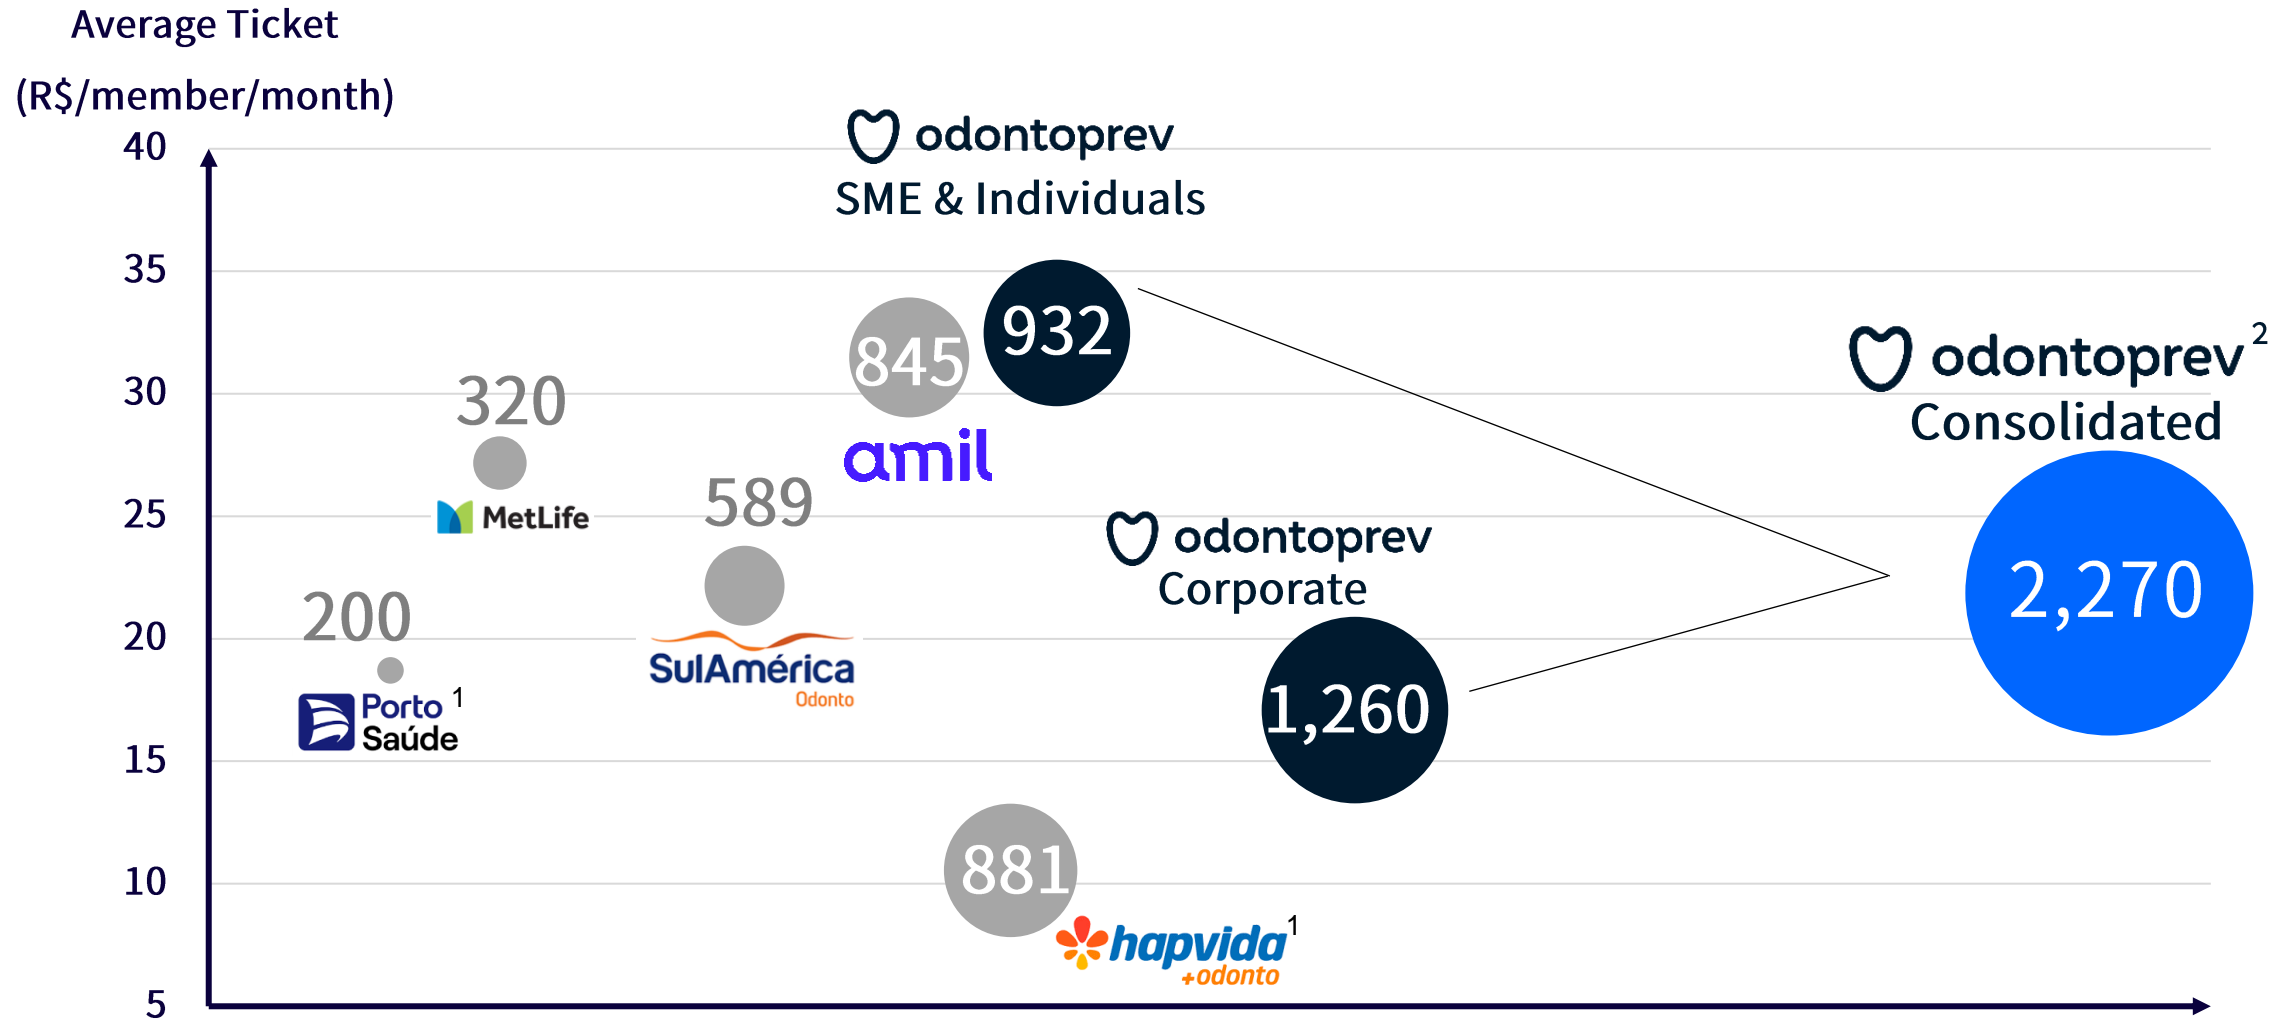 Average Ticket
(R$/member/month)
40
odontoprev
SME & Individuals
35
932
845
odontoprev 2
Consolidated
30
320
amil
589
25
MetLife
odontoprev
Corporate
2,270
200
20
SulAmérica
Odonto
Porto 1
Saúde
1,260
15
881
10
hapvida 1
+odonto
5